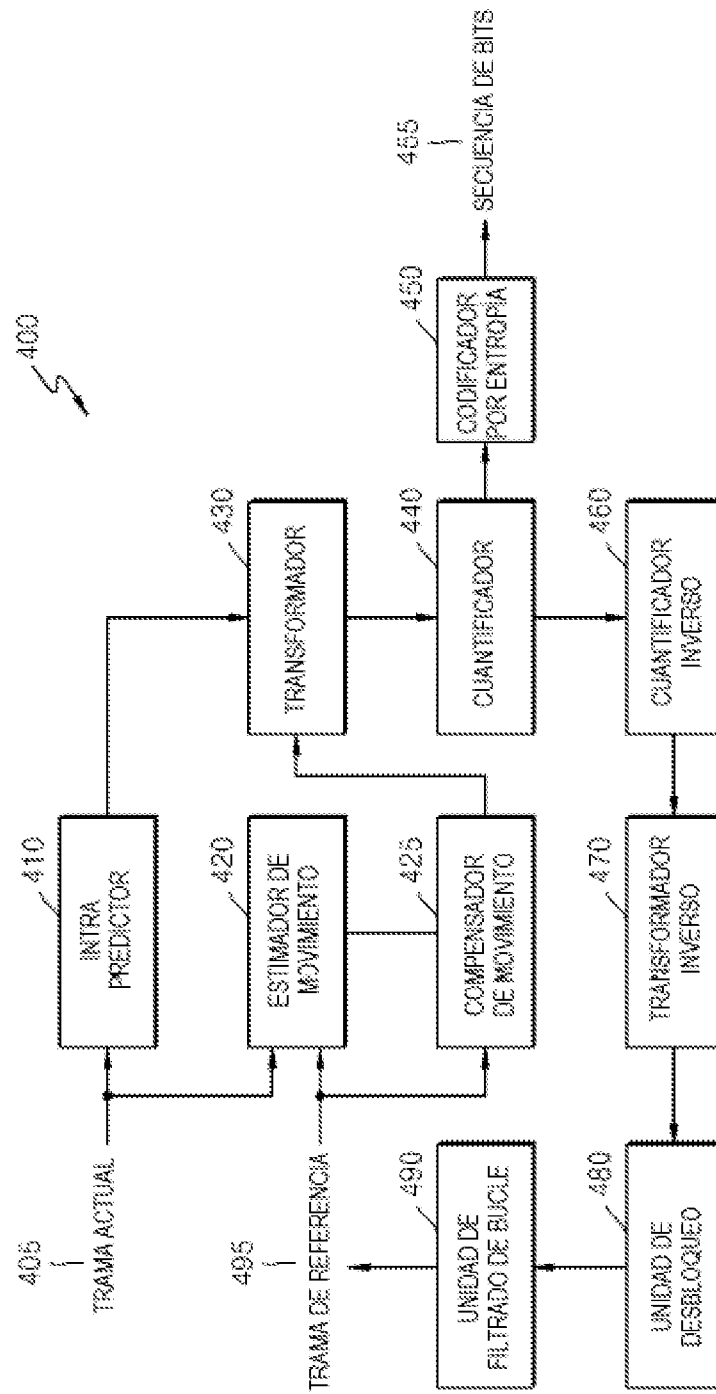 400
405
TRAMA ACTUAL
410
INTRA
PREDICTOR
430
TRANSFORMADOR
495
TRAMA DE REFERENCIA
420
ESTIMADOR DE
MOVIMIENTO
425
COMPENSADOR
DE MOVIMIENTO
440
CUANTIFICADOR
450
CODIFICADOR
POR ENTROPÍA
455
SECUENCIA DE BITS
490
UNIDAD DE
FILTRADO DE BUCLE
480
UNIDAD DE
DESBLOQUEO
470
TRANSFORMADOR
INVERSO
460
CUANTIFICADOR
INVERSO